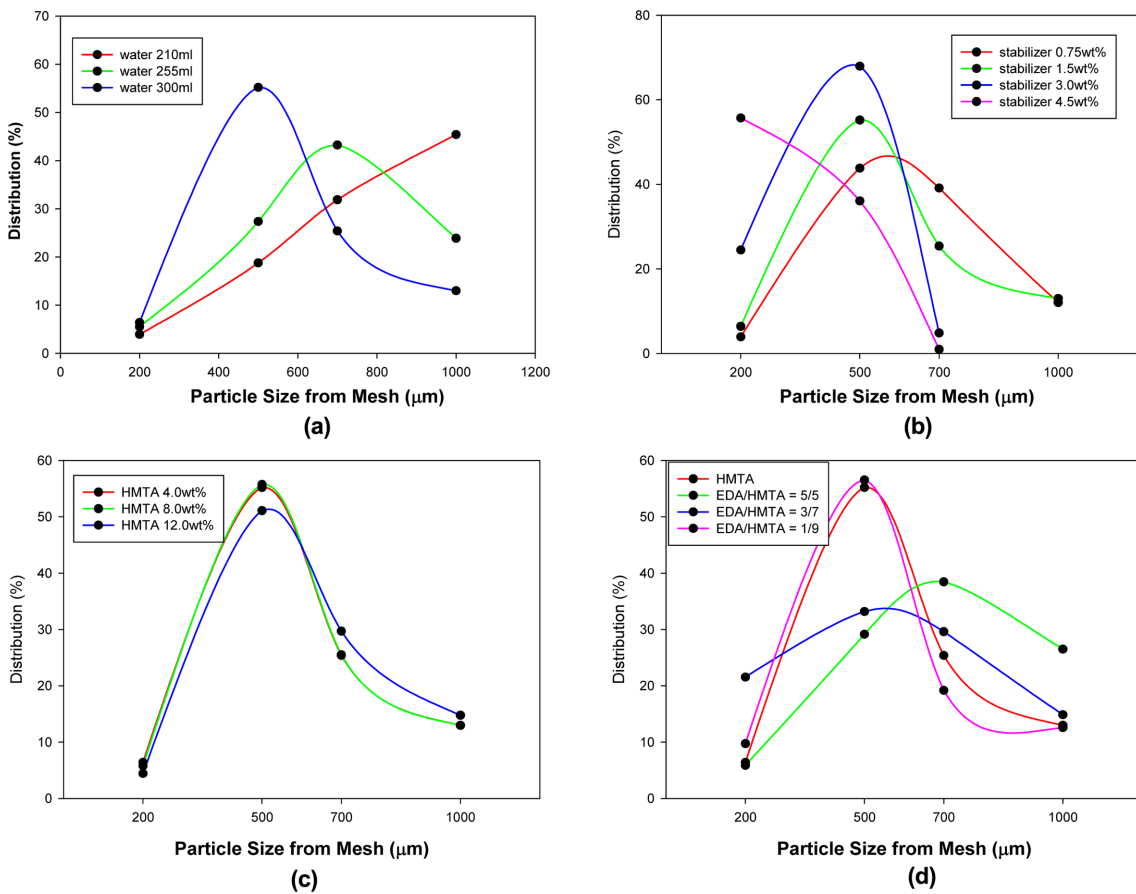 70
60
50
40
30
20
10
0
Distribution (%)
water 210ml
water 255ml
water 300ml
0
200
400
600
800
1000
1200
Particle Size from Mesh (μm)
(a)
80
60
40
20
0
Distribution (%)
stabilizer 0.75wt%
stabilizer 1.5wt%
stabilizer 3.0wt%
stabilizer 4.5wt%
200
500
700
1000
Particle Size from Mesh (μm)
(b)
60
50
40
30
20
10
0
Distribution (%)
HMTA 4.0wt%
HMTA 8.0wt%
HMTA 12.0wt%
200
500
700
1000
Particle Size from Mesh (μm)
(c)
60
50
40
30
20
10
0
Distribution (%)
HMTA
EDA/HMTA = 5/5
EDA/HMTA = 3/7
EDA/HMTA = 1/9
200
500
700
1000
Particle Size from Mesh (μm)
(d)